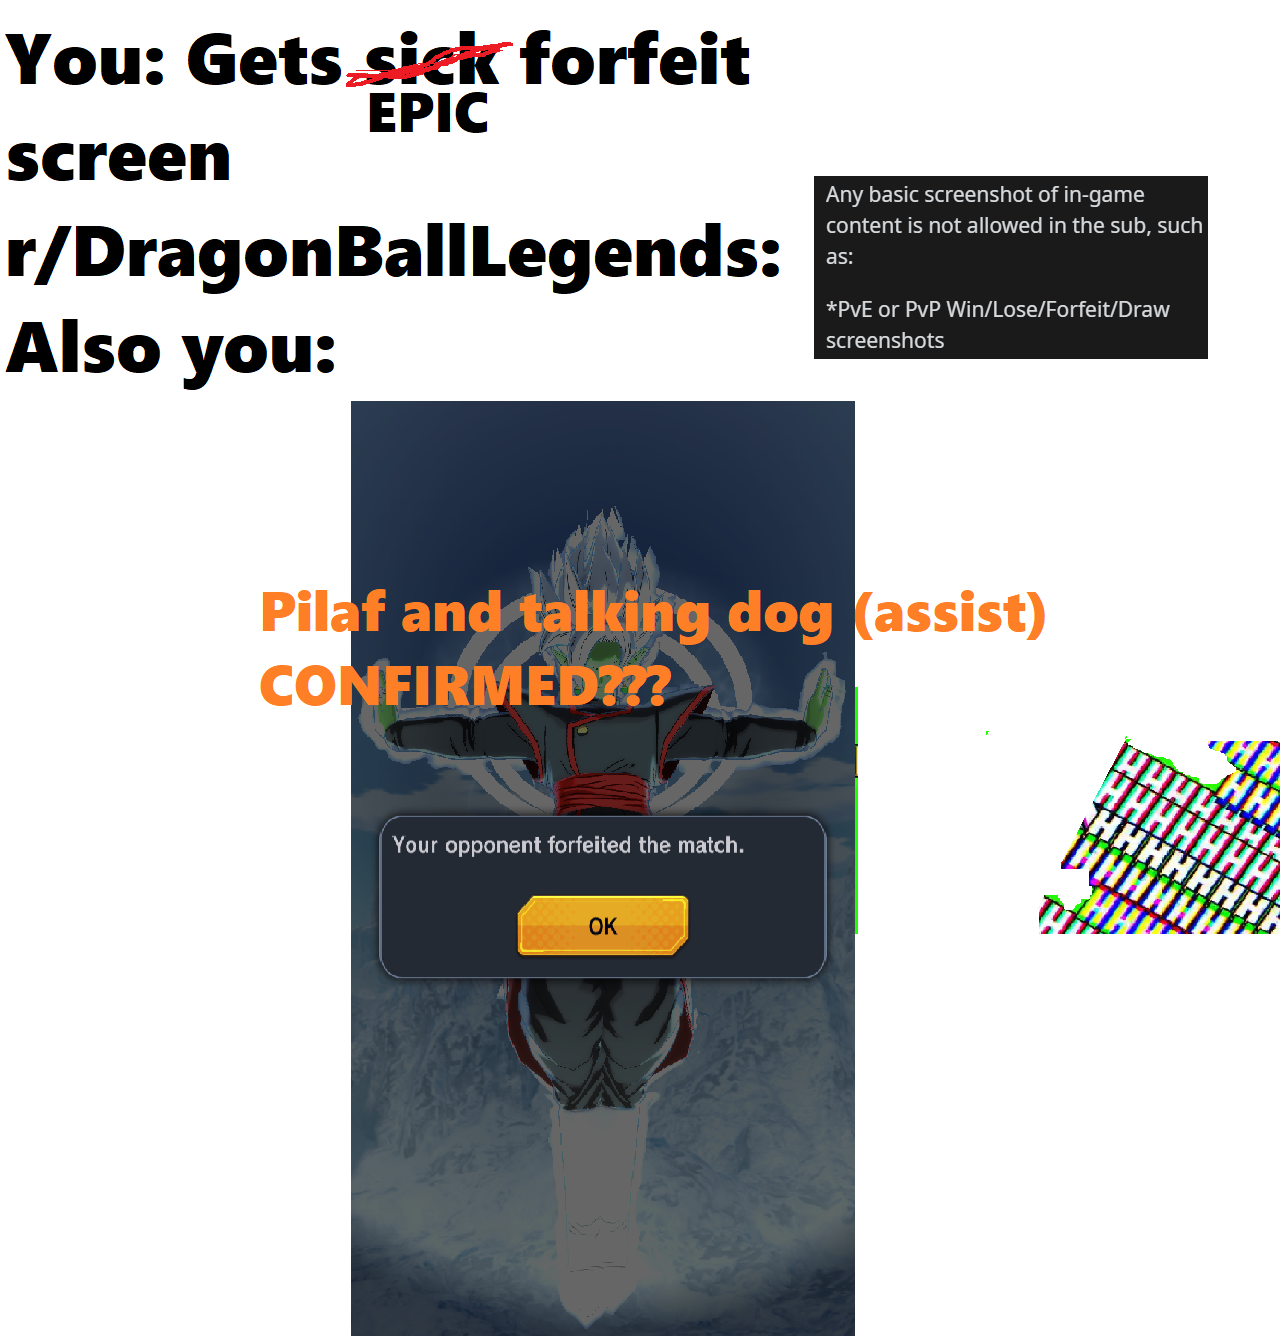 You: Gets sick forfeit
EPIC
screen
r/DragonBallLegends:
Also you:
Any basic screenshot of in-game
content is not allowed in the sub, such
as:
*PvE or PvP Win/Lose/Forfeit/Draw
screenshots
Pilaf and talking dog (assist)
CONFIRMED???
Your opponent forfeited the match.
OK